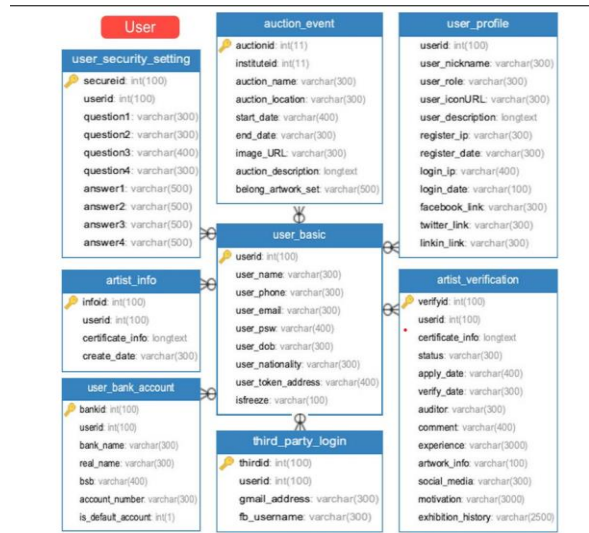 User
user_security_setting
secureid: int(100)
userid: int(100)
question1: varchar(300)
question2: varchar(300)
question3: varchar(400)
question4: varchar(300)
answer1: varchar(500)
answer2: varchar(500)
answer3: varchar(500)
answer4: varchar(500)
artist_info
infoid: int(100)
userid: int(100)
certificate_info: longtext
create_date: varchar(300)
user_bank_account
bankid: int(100)
userid: int(100)
bank_name: varchar(300)
real_name: varchar(300)
bsb: varchar(400)
account_number: varchar(300)
is_default_account: int(1)
auction_event
auctionid: int(11)
instituteid: int(11)
auction_name: varchar(300)
auction_location: varchar(300)
start_date: varchar(400)
end_date: varchar(300)
image_URL: varchar(300)
auction_description: longtext
belong_artwork_set: varchar(500)
user_basic
userid: int(100)
user_name: varchar(300)
user_phone: varchar(300)
user_email: varchar(300)
user_psw: varchar(400)
user_dob: varchar(300)
user_nationality: varchar(300)
user_token_address: varchar(400)
isfreeze: varchar(100)
third_party_login
thirdid: int(100)
userid: int(100)
gmail_address: varchar(300)
fb_username: varchar(300)
user_profile
userid: int(100)
user_nickname: varchar(300)
user_role: varchar(300)
user_iconURL: varchar(300)
user_description: longtext
register_ip: varchar(300)
register_date: varchar(300)
login_ip: varchar(400)
login_date: varchar(100)
facebook_link: varchar(300)
twitter_link: varchar(300)
linkin_link: varchar(300)
artist_verification
verifyid: int(100)
userid: int(100)
certificate_info: longtext
status: varchar(300)
apply_date: varchar(400)
verify_date: varchar(300)
auditor: varchar(300)
comment: varchar(400)
experience: varchar(3000)
artwork_info: varchar(100)
social_media: varchar(300)
motivation: varchar(3000)
exhibition_history: varchar(2500)